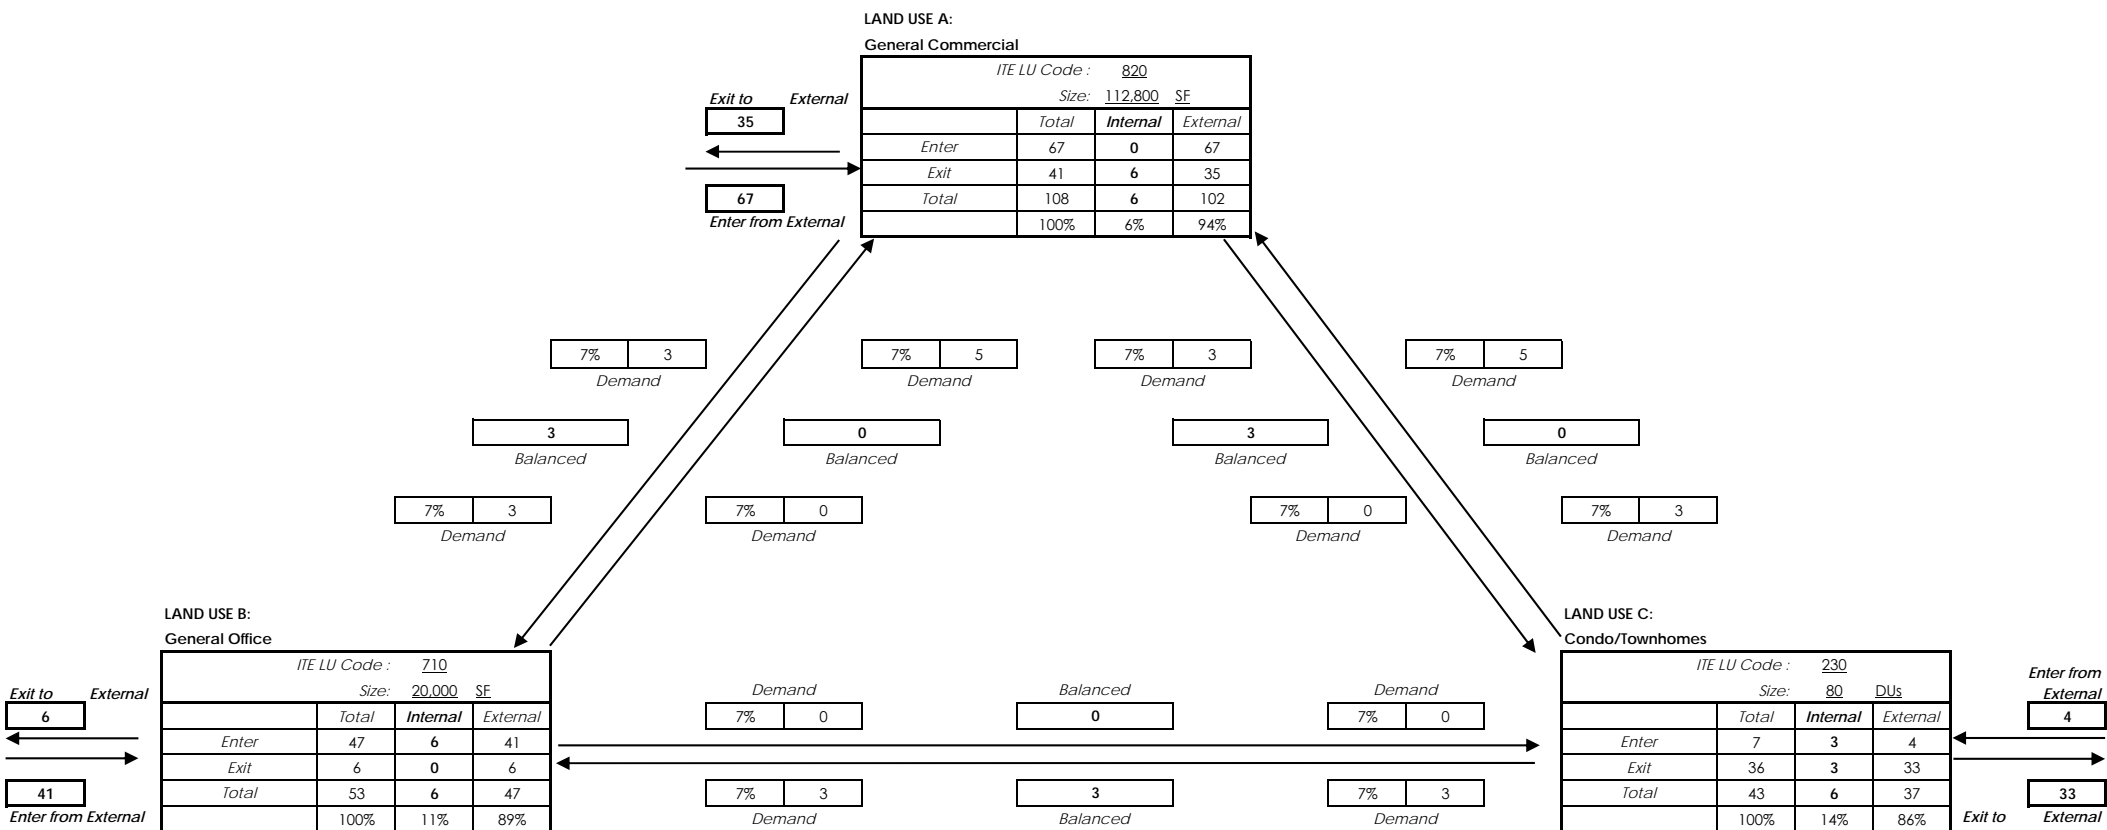 LAND USE A:
General Commercial
ITE LU Code : 820
Size: 112,800 SF
Exit to External
35
Total Internal External
Enter 67 0 67
Exit 41 6 35
67
Total 108 6 102
Enter from External
100% 6% 94%
7% 3 7% 5 7% 3 7% 5
Demand Demand Demand Demand
3 0 3 0
Balanced Balanced Balanced Balanced
7% 3 7% 0 7% 0 7% 3
Demand Demand Demand Demand
LAND USE B:
General Office
ITE LU Code : 710
Size: 20,000 SF
Exit to External
6
Total Internal External
Enter 47 6 41
Exit 6 0 6
41
Total 53 6 47
Enter from External
100% 11% 89%
Demand Balanced Demand
7% 0 0 7% 0
7% 3 3 7% 3
Demand Balanced Demand
LAND USE C:
Condo/Townhomes
ITE LU Code : 230
Size: 80 DUs
Enter from
External
4
Total Internal External
Enter 7 3 4
Exit 36 3 33
Total 43 6 37
100% 14% 86%
33
Exit to External